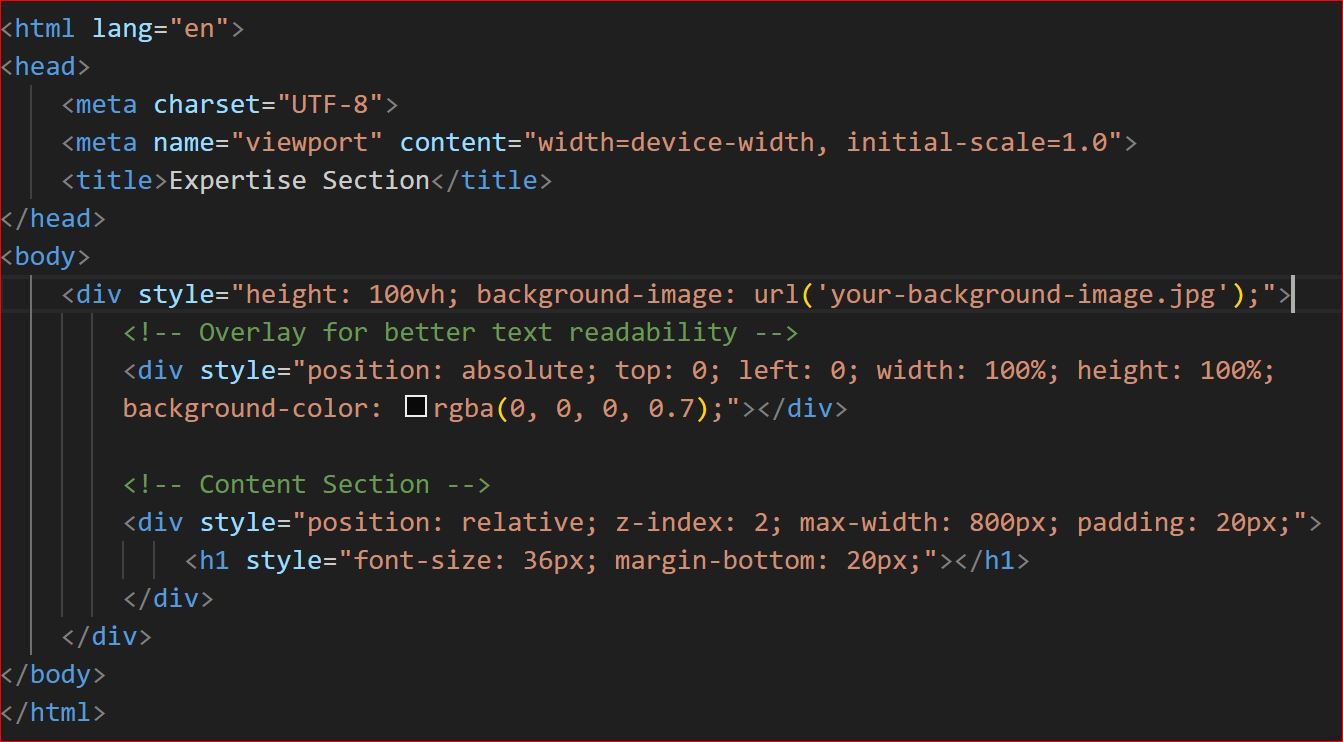 <html lang="en">
<head>
    <meta charset="UTF-8">
    <meta name="viewport" content="width=device-width, initial-scale=1.0">
    <title>Expertise Section</title>
</head>
<body>
    <div style="height: 100vh; background-image: url('your-background-image.jpg');">
        <!-- Overlay for better text readability -->
        <div style="position: absolute; top: 0; left: 0; width: 100%; height: 100%;
        background-color: rgba(0, 0, 0, 0.7);"></div>

        <!-- Content Section -->
        <div style="position: relative; z-index: 2; max-width: 800px; padding: 20px;">
            <h1 style="font-size: 36px; margin-bottom: 20px;"></h1>
        </div>
    </div>
</body>
</html>